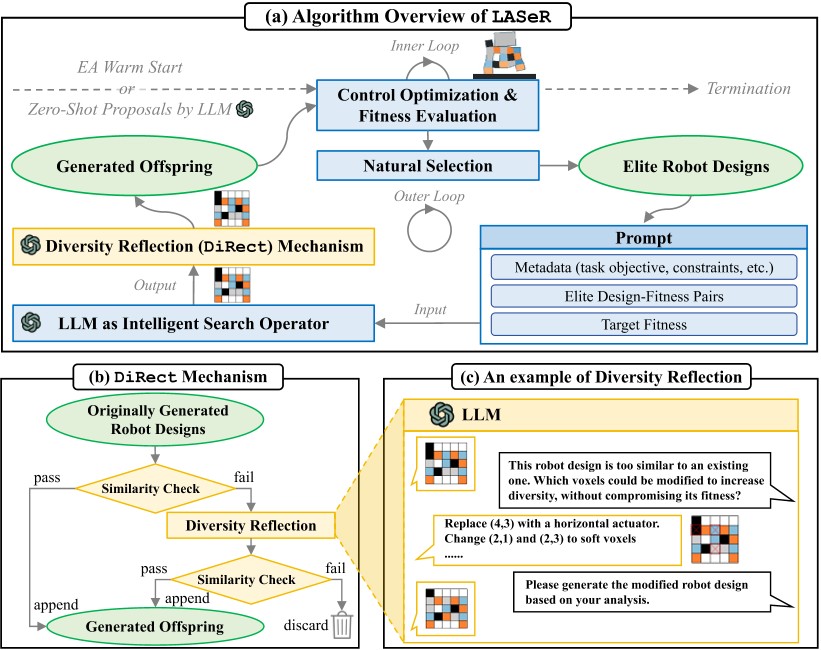 (a) Algorithm Overview of LASeR
Inner Loop
EA Warm Start
or
Zero-Shot Proposals by LLM
Control Optimization &
Fitness Evaluation
Termination
Generated Offspring
Natural Selection
Elite Robot Designs
Outer Loop
Diversity Reflection (DiRect) Mechanism
Prompt
Metadata (task objective, constraints, etc.)
Elite Design-Fitness Pairs
Target Fitness
Output
Input
LLM as Intelligent Search Operator
(b) DiRect Mechanism
Originally Generated
Robot Designs
pass
Similarity Check
fail
Diversity Reflection
pass
Similarity Check
fail
append
append
Generated Offspring
discard
(c) An example of Diversity Reflection
LLM
This robot design is too similar to an existing
one. Which voxels could be modified to increase
diversity, without compromising its fitness?
Replace (4,3) with a horizontal actuator.
Change (2,1) and (2,3) to soft voxels
......
Please generate the modified robot design
based on your analysis.